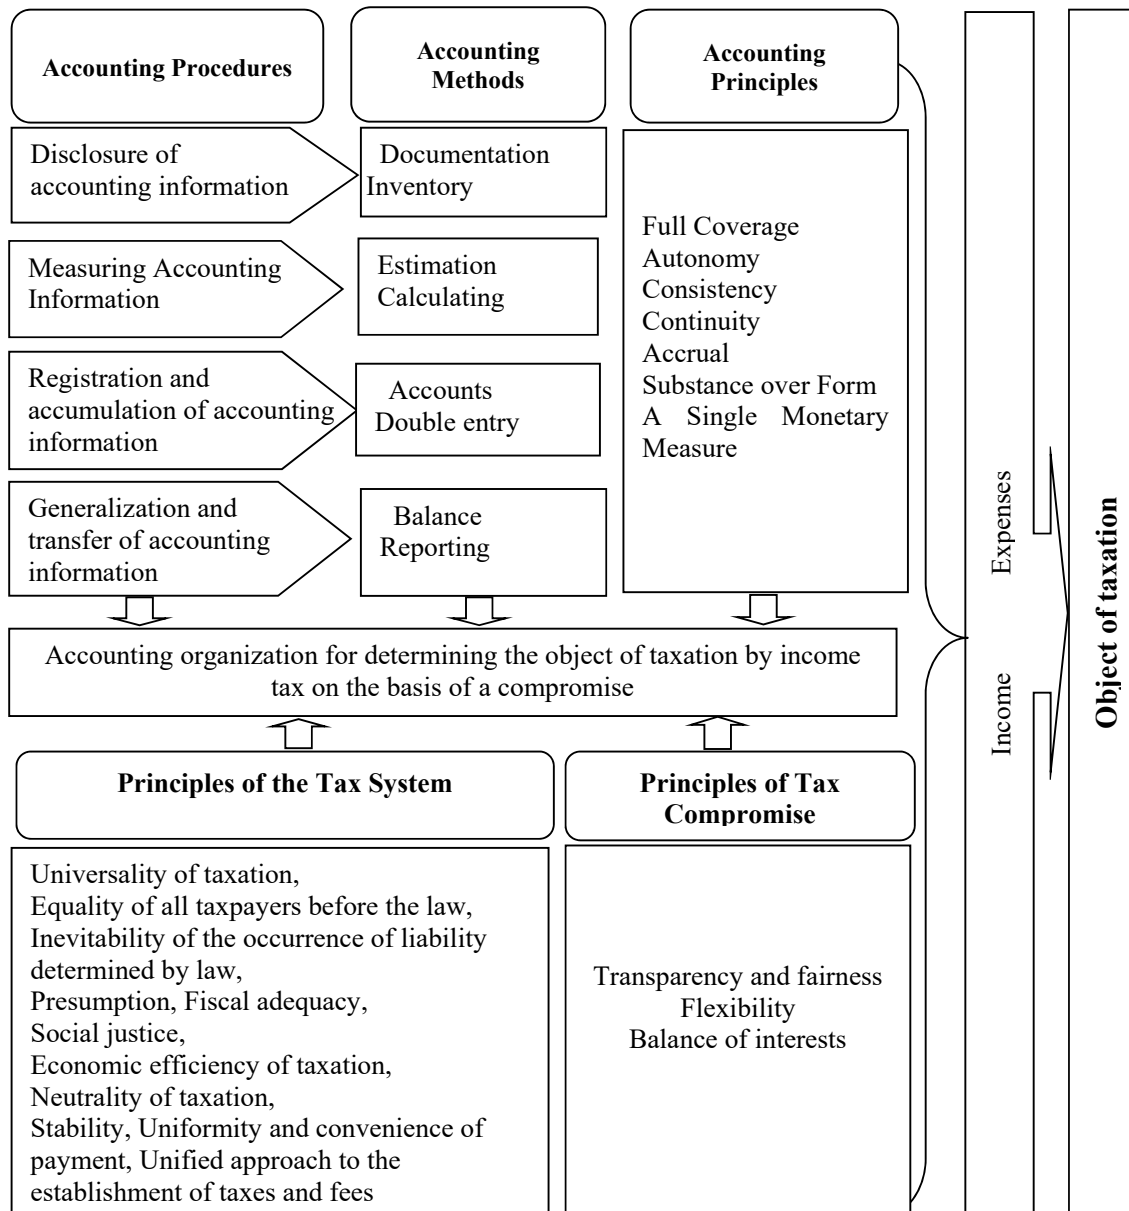 Accounting Procedures
Accounting
Methods
Accounting
Principles
Disclosure of
accounting information
Documentation
Inventory
Measuring Accounting
Information
Estimation
Calculating
Registration and
accumulation of accounting
information
Accounts
Double entry
Generalization and
transfer of accounting
information
Balance
Reporting
Full Coverage
Autonomy
Consistency
Continuity
Accrual
Substance over Form
A Single Monetary
Measure
Accounting organization for determining the object of taxation by income
tax on the basis of a compromise
Principles of the Tax System
Principles of Tax
Compromise
Universality of taxation,
Equality of all taxpayers before the law,
Inevitability of the occurrence of liability
determined by law,
Presumption, Fiscal adequacy,
Social justice,
Economic efficiency of taxation,
Neutrality of taxation,
Stability, Uniformity and convenience of
payment, Unified approach to the
establishment of taxes and fees
Transparency and fairness
Flexibility
Balance of interests
Expenses
Income
Object of taxation